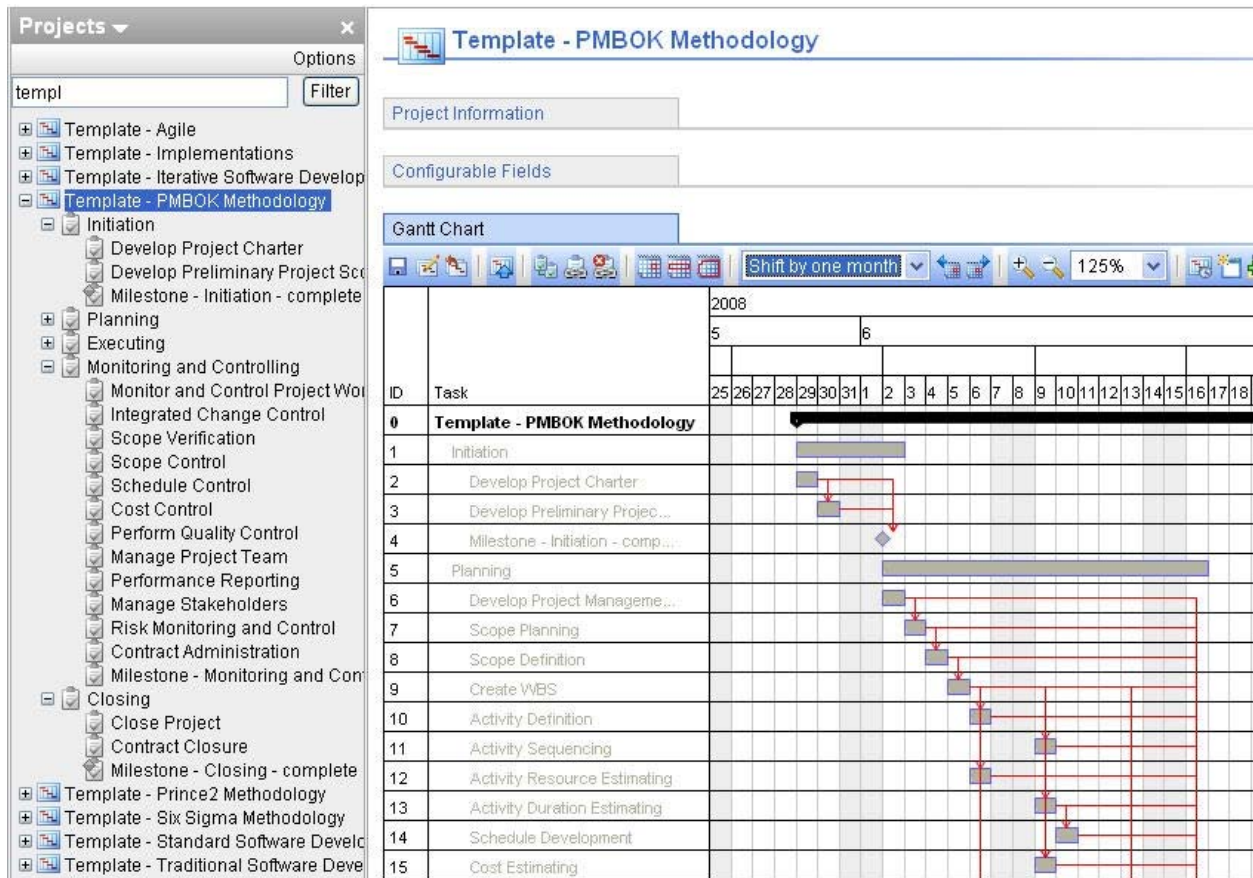 Projects
Options
templ
Filter
Template - Agile
Template - Implementations
Template - Iterative Software Develop
Template - PMBOK Methodology
Initiation
Develop Project Charter
Develop Preliminary Project Sco
Milestone - Initiation - complete
Planning
Executing
Monitoring and Controlling
Monitor and Control Project Wor
Integrated Change Control
Scope Verification
Scope Control
Schedule Control
Cost Control
Perform Quality Control
Manage Project Team
Performance Reporting
Manage Stakeholders
Risk Monitoring and Control
Contract Administration
Milestone - Monitoring and Con
Closing
Close Project
Contract Closure
Milestone - Closing - complete
Template - Prince2 Methodology
Template - Six Sigma Methodology
Template - Standard Software Develo
Template - Traditional Software Deve
Template - PMBOK Methodology
Project Information
Configurable Fields
Gantt Chart
Shift by one month
125%
2008
5 6
ID Task 25 26 27 28 29 30 31 1 2 3 4 5 6 7 8 9 10 11 12 13 14 15 16 17 18
0 Template - PMBOK Methodology
1 Initiation
2 Develop Project Charter
3 Develop Preliminary Projec...
4 Milestone - Initiation - comp...
5 Planning
6 Develop Project Manageme...
7 Scope Planning
8 Scope Definition
9 Create WBS
10 Activity Definition
11 Activity Sequencing
12 Activity Resource Estimating
13 Activity Duration Estimating
14 Schedule Development
15 Cost Estimating